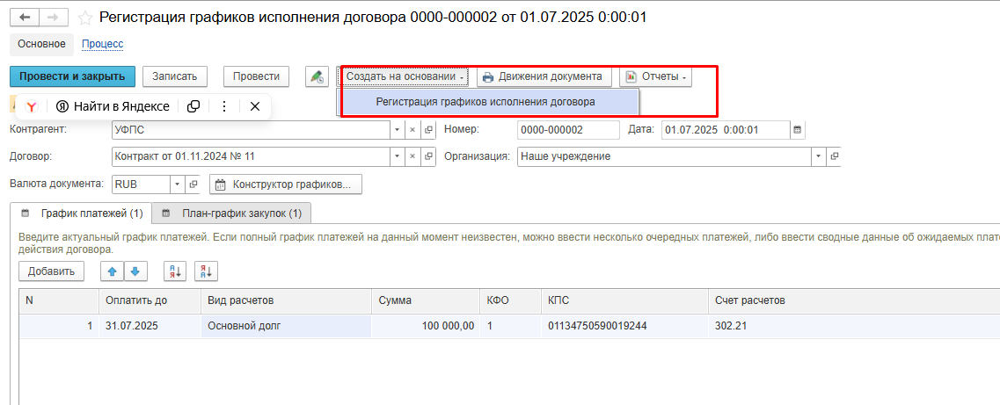 Регистрация графиков исполнения договора 0000-000002 от 01.07.2025 0:00:01
Основное Процесс
Провести и закрыть Записать Провести Создать на основании Движения документа Отчеты
Регистрация графиков исполнения договора
Найти в Яндексе
Контрагент: УФПС Номер: 0000-000002 Дата: 01.07.2025 0:00:01
Договор: Контракт от 01.11.2024 № 11 Организация: Наше учреждение
Валюта документа: RUB Конструктор графиков...
График платежей (1) План-график закупок (1)
Введите актуальный график платежей. Если полный график платежей на данный момент неизвестен, можно ввести несколько очередных платежей, либо ввести сводные данные об ожидаемых плате
действия договора.
Добавить
N Оплатить до Вид расчетов Сумма КФО КПС Счет расчетов
1 31.07.2025 Основной долг 100 000,00 1 01134750590019244 302.21